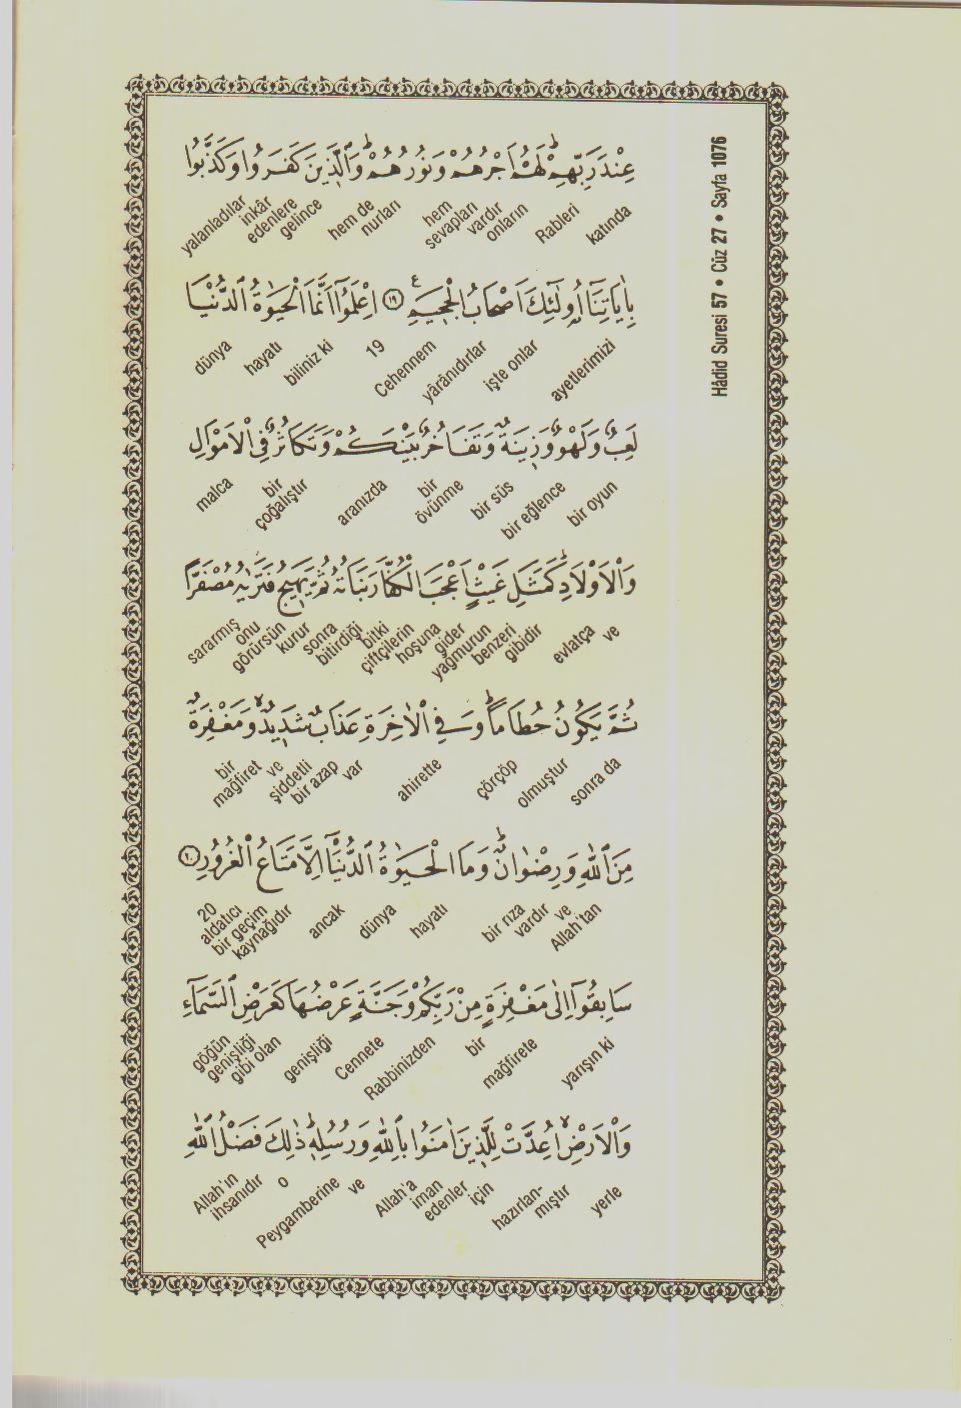 Hâdid Suresi 57 • Cüz 27 • Sayfa 1076
عِنْدَ رَبِّهِمْ لَهُمْ اَجْرُهُمْ وَنُورُهُمْ وَالَّذِينَ كَفَرُوا وَكَذَّبُوا
katında Rableri onların vardır sevapları hem nurları hem de gelince edenlere inkâr yalanladılar
بِاٰيَاتِنَٓا اُولٰٓئِكَ اَصْحَابُ الْجَحِيمِ ع ﴿١٩﴾ اِعْلَمُٓوا اَنَّمَا الْحَيٰوةُ الدُّنْيَا
ayetlerimizi işte onlar yârânıdırlar Cehennem 19 biliniz ki hayatı dünya
لَعِبٌ وَلَهْوٌ وَزِينَةٌ وَتَفَاخُرٌ بَيْنَكُمْ وَتَكَاثُرٌ فِي الْاَمْوَالِ
bir oyun bir eğlence bir süs bir övünme aranızda bir çoğalıştır malca
وَالْاَوْلَادِ كَمَثَلِ غَيْثٍ اَعْجَبَ الْكُفَّارَ نَبَاتُهُ ثُمَّ يَهِيجُ فَتَرٰيهُ مُصْفَرًّا
ve evlatça gibidir benzeri yağmurun gider hoşuna çiftçilerin bitki bitirdiği sonra kurur görürsün onu sararmış
ثُمَّ يَكُونُ حُطَامًا وَفِي الْاٰخِرَةِ عَذَابٌ شَدِيدٌ وَمَغْفِرَةٌ
sonra da olmuştur çörçöp ahirette var bir azap şiddetli ve mağfiret bir
مِنَ اللّٰهِ وَرِضْوَانٌ وَمَا الْحَيٰوةُ الدُّنْيَٓا اِلَّا مَتَاعُ الْغُرُورِ ﴿٢٠﴾
Allah'tan ve vardır bir rıza hayatı dünya ancak kaynağıdır bir geçim aldatıcı 20
سَابِقُٓوا اِلٰى مَغْفِرَةٍ مِنْ رَبِّكُمْ وَجَنَّةٍ عَرْضُهَا كَعَرْضِ السَّمَٓاءِ
yarışın ki mağfirete bir Rabbinizden Cennete genişliği gibi olan genişliği göğün
وَالْاَرْضِ اُعِدَّتْ لِلَّذِينَ اٰمَنُوا بِاللّٰهِ وَرُسُلِهِ ذٰلِكَ فَضْلُ اللّٰهِ
yerle hazırlan- mıştır için edenler iman Allah'a ve Peygamberine o ihsanıdır Allah'ın